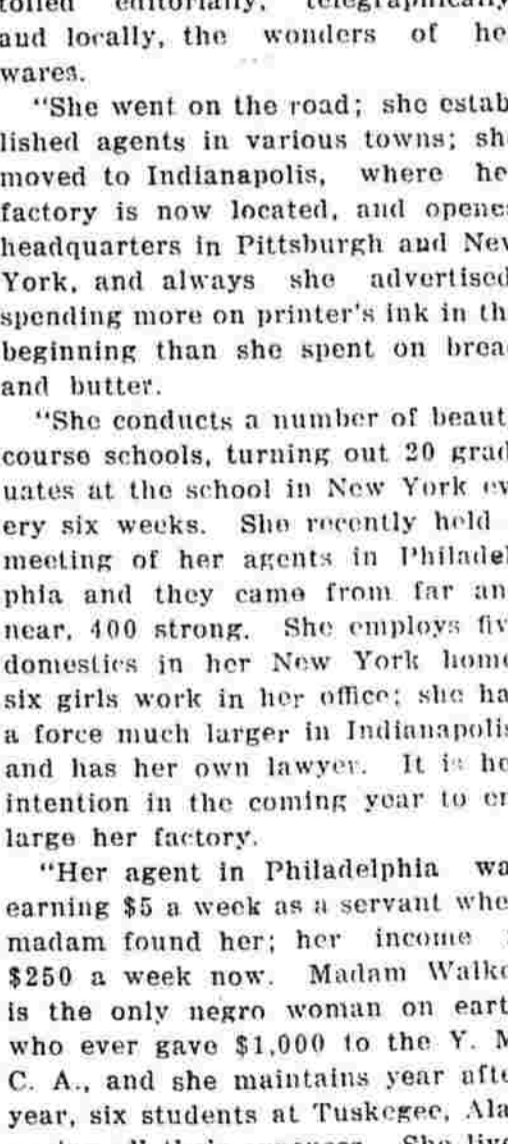 tolled editorially, telegraphically
and locally, the wonders of he
wares.
"She went on the road; she estab
lished agents in various towns; sh
moved to Indianapolis, where he
factory is now located, and opene
headquarters in Pittsburgh and New
York, and always she advertised
spending more on printer's ink in th
beginning than she spent on brea
and butter.
"She conducts a number of beaut
course schools, turning out 20 grad
uates at the school in New York ev
ery six weeks. She recently held
meeting of her agents in Philadel
phia and they came from far an
near, 400 strong. She employs fiv
domestics in her New York home
six girls work in her office; she ha
a force much larger in Indianapolis
and has her own lawyer. It is he
intention in the coming year to en
large her factory.
"Her agent in Philadelphia wa
earning $5 a week as a servant whe
madam found her; her income
$250 a week now. Madam Walke
is the only negro woman on eart
who ever gave $1,000 to the Y. M
C. A., and she maintains year afte
year, six students at Tuskegee, Ala
She live